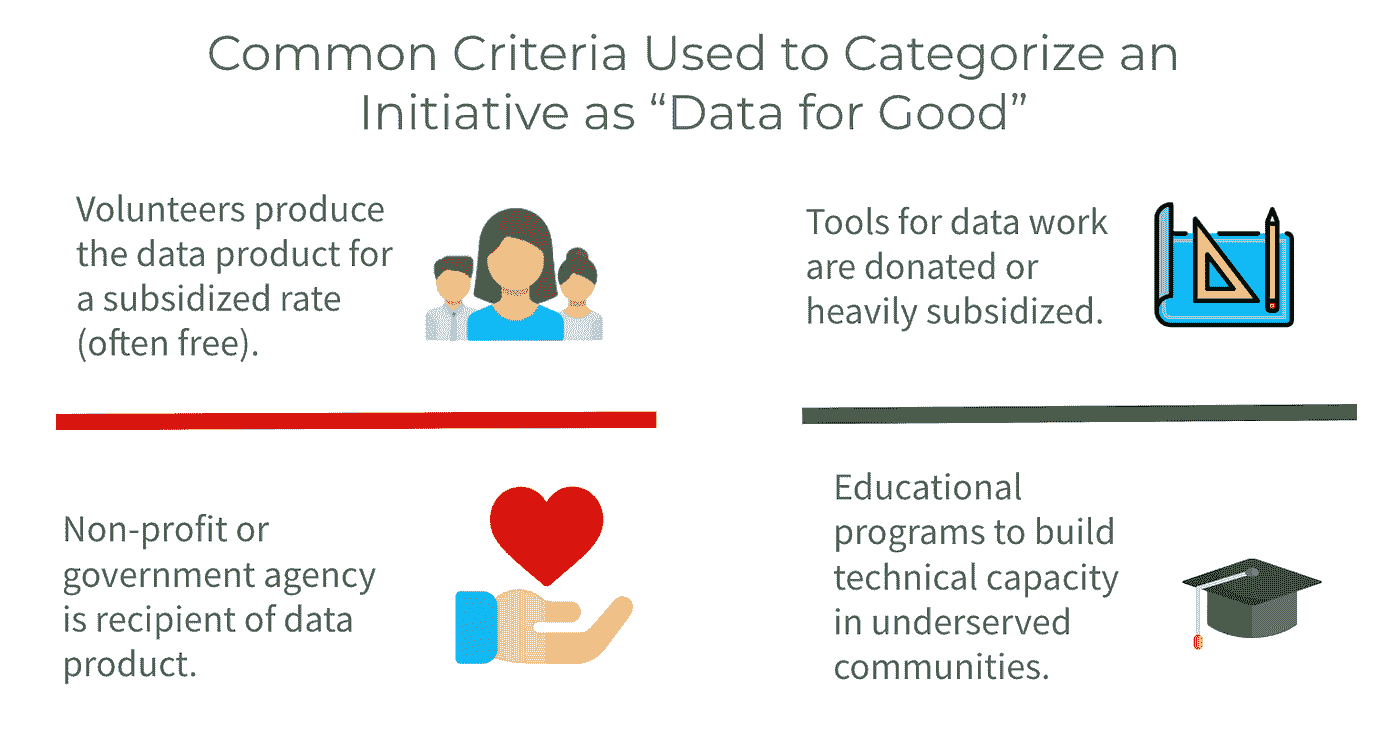 Common Criteria Used to Categorize an
Initiative as “Data for Good”
Volunteers produce
the data product for
a subsidized rate
(often free).
Tools for data work
are donated or
heavily subsidized.
Non-profit or
government agency
is recipient of data
product.
Educational
programs to build
technical capacity
in underserved
communities.